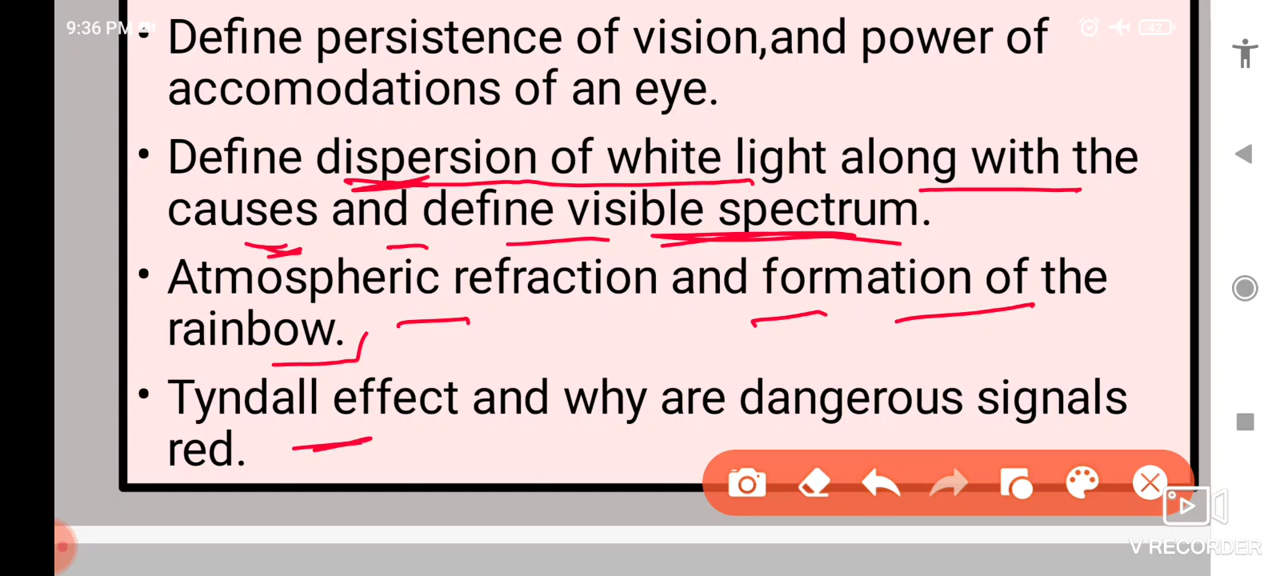 9:36 PM
42
• Define persistence of vision,and power of
accomodations of an eye.
• Define dispersion of white light along with the
causes and define visible spectrum.
• Atmospheric refraction and formation of the
rainbow.
• Tyndall effect and why are dangerous signals
red.
V RECORDER